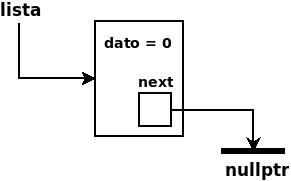 lista
dato = 0
next
nullptr